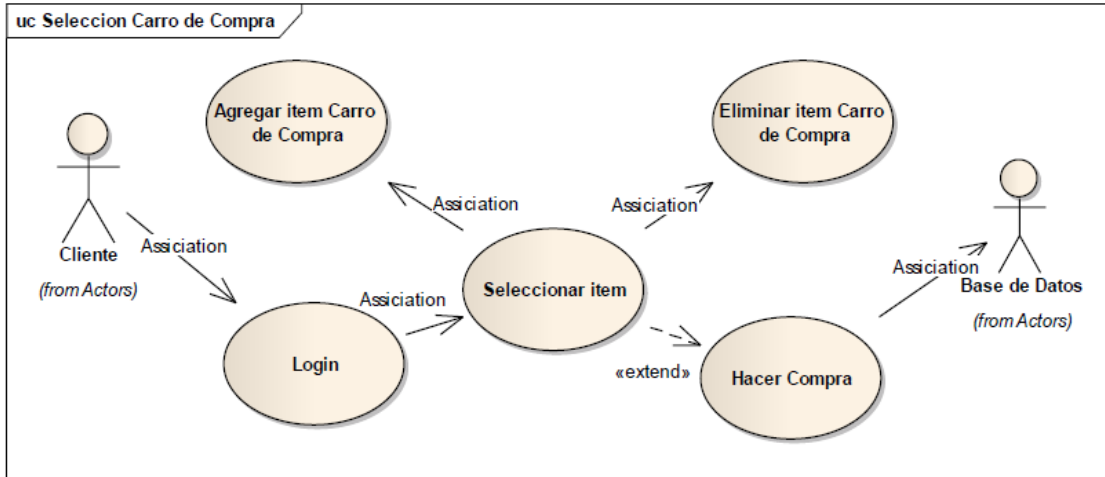 uc Seleccion Carro de Compra
Agregar item Carro
de Compra
Eliminar item Carro
de Compra
Assiciation
Assiciation
Cliente
(from Actors)
Assiciation
Assiciation
Seleccionar item
Assiciation
Base de Datos
(from Actors)
Login
«extend»
Hacer Compra